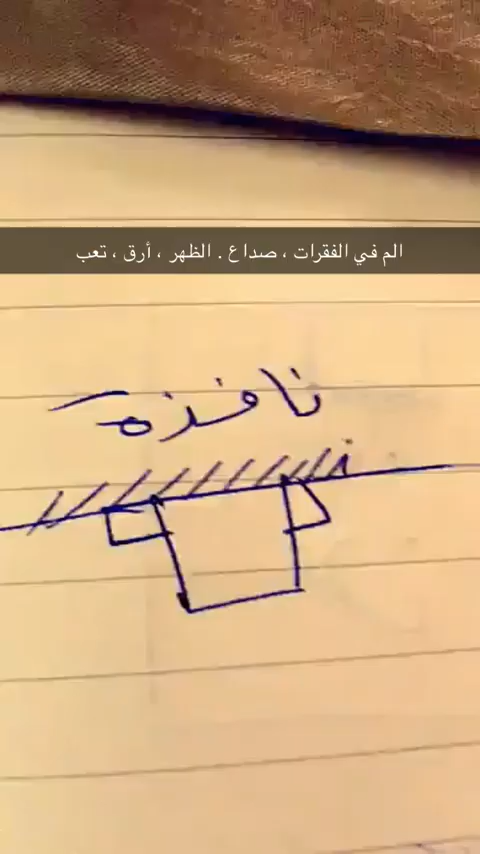 الم في الفقرات ، صداع . الظهر ، أرق ، تعب
نافذة